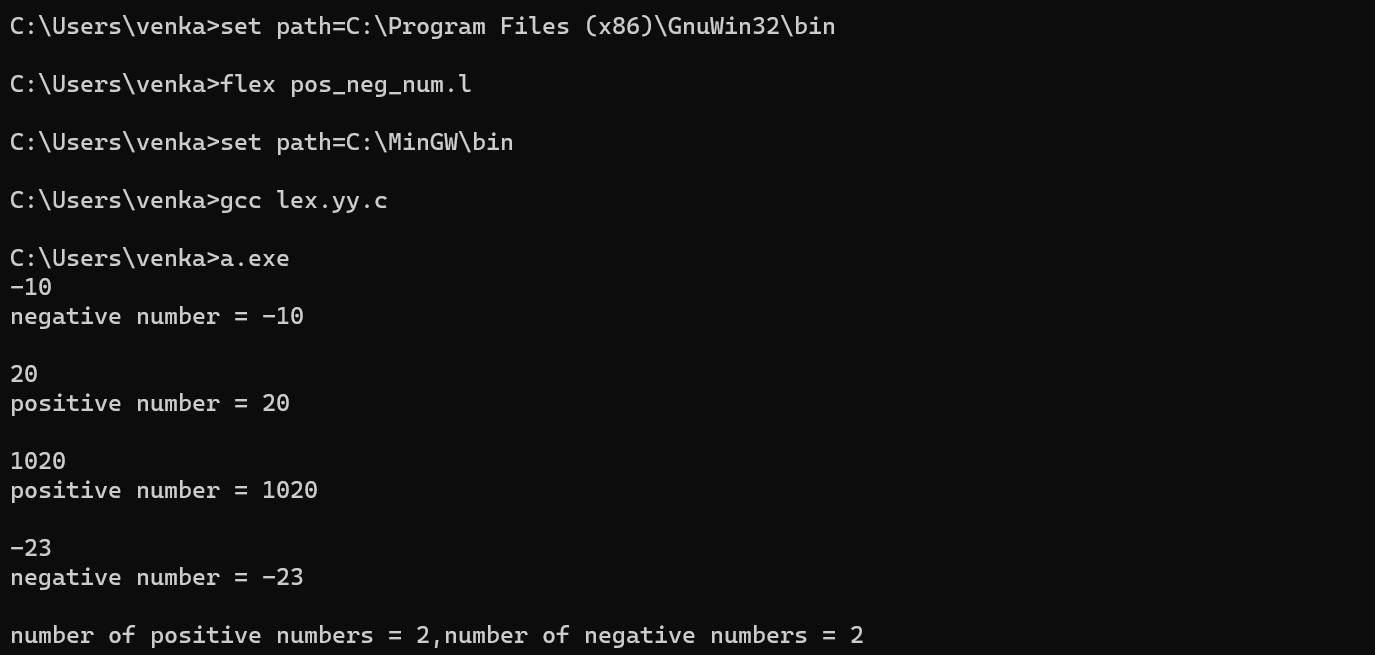 C:\Users\venka>set path=C:\Program Files (x86)\GnuWin32\bin
C:\Users\venka>flex pos_neg_num.l
C:\Users\venka>set path=C:\MinGW\bin
C:\Users\venka>gcc lex.yy.c
C:\Users\venka>a.exe
-10
negative number = -10
20
positive number = 20
1020
positive number = 1020
-23
negative number = -23
number of positive numbers = 2,number of negative numbers = 2